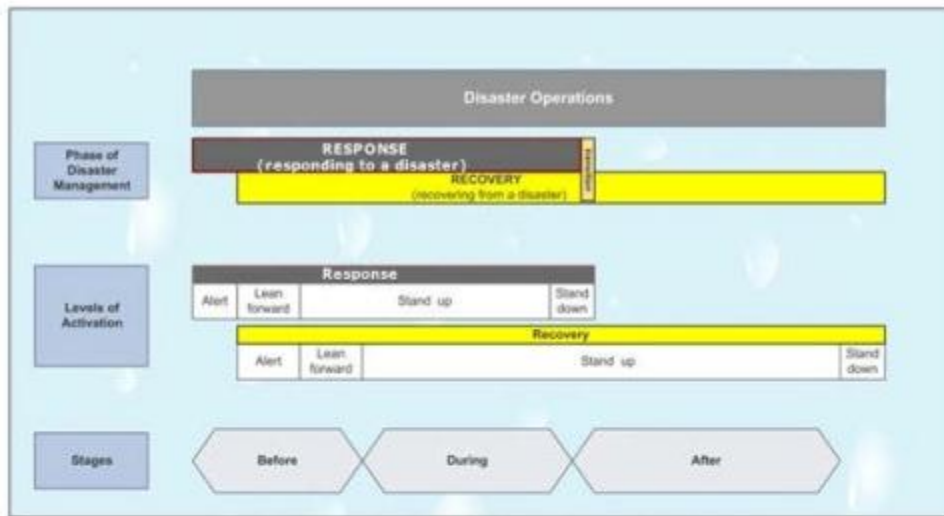 Disaster Operations
Phase of
Disaster
Management
RESPONSE
(responding to a disaster)
RECOVERY
(recovering from a disaster)
Levels of
Activation
Response
Alert
Lean
forward
Stand up
Stand
down
Recovery
Alert
Lean
forward
Stand up
Stand
down
Stages
Before
During
After